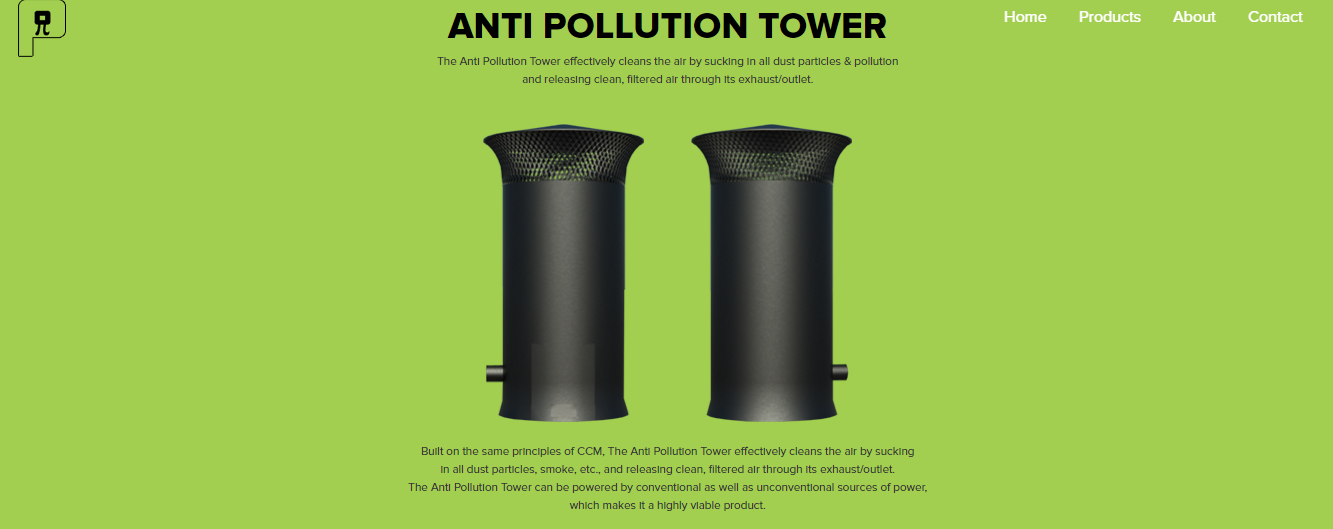 Home Products About Contact
ANTI POLLUTION TOWER
The Anti Pollution Tower effectively cleans the air by sucking in all dust particles & pollution
and releasing clean, filtered air through its exhaust/outlet.
Built on the same principles of CCM, The Anti Pollution Tower effectively cleans the air by sucking
in all dust particles, smoke, etc., and releasing clean, filtered air through its exhaust/outlet.
The Anti Pollution Tower can be powered by conventional as well as unconventional sources of power,
which makes it a highly viable product.